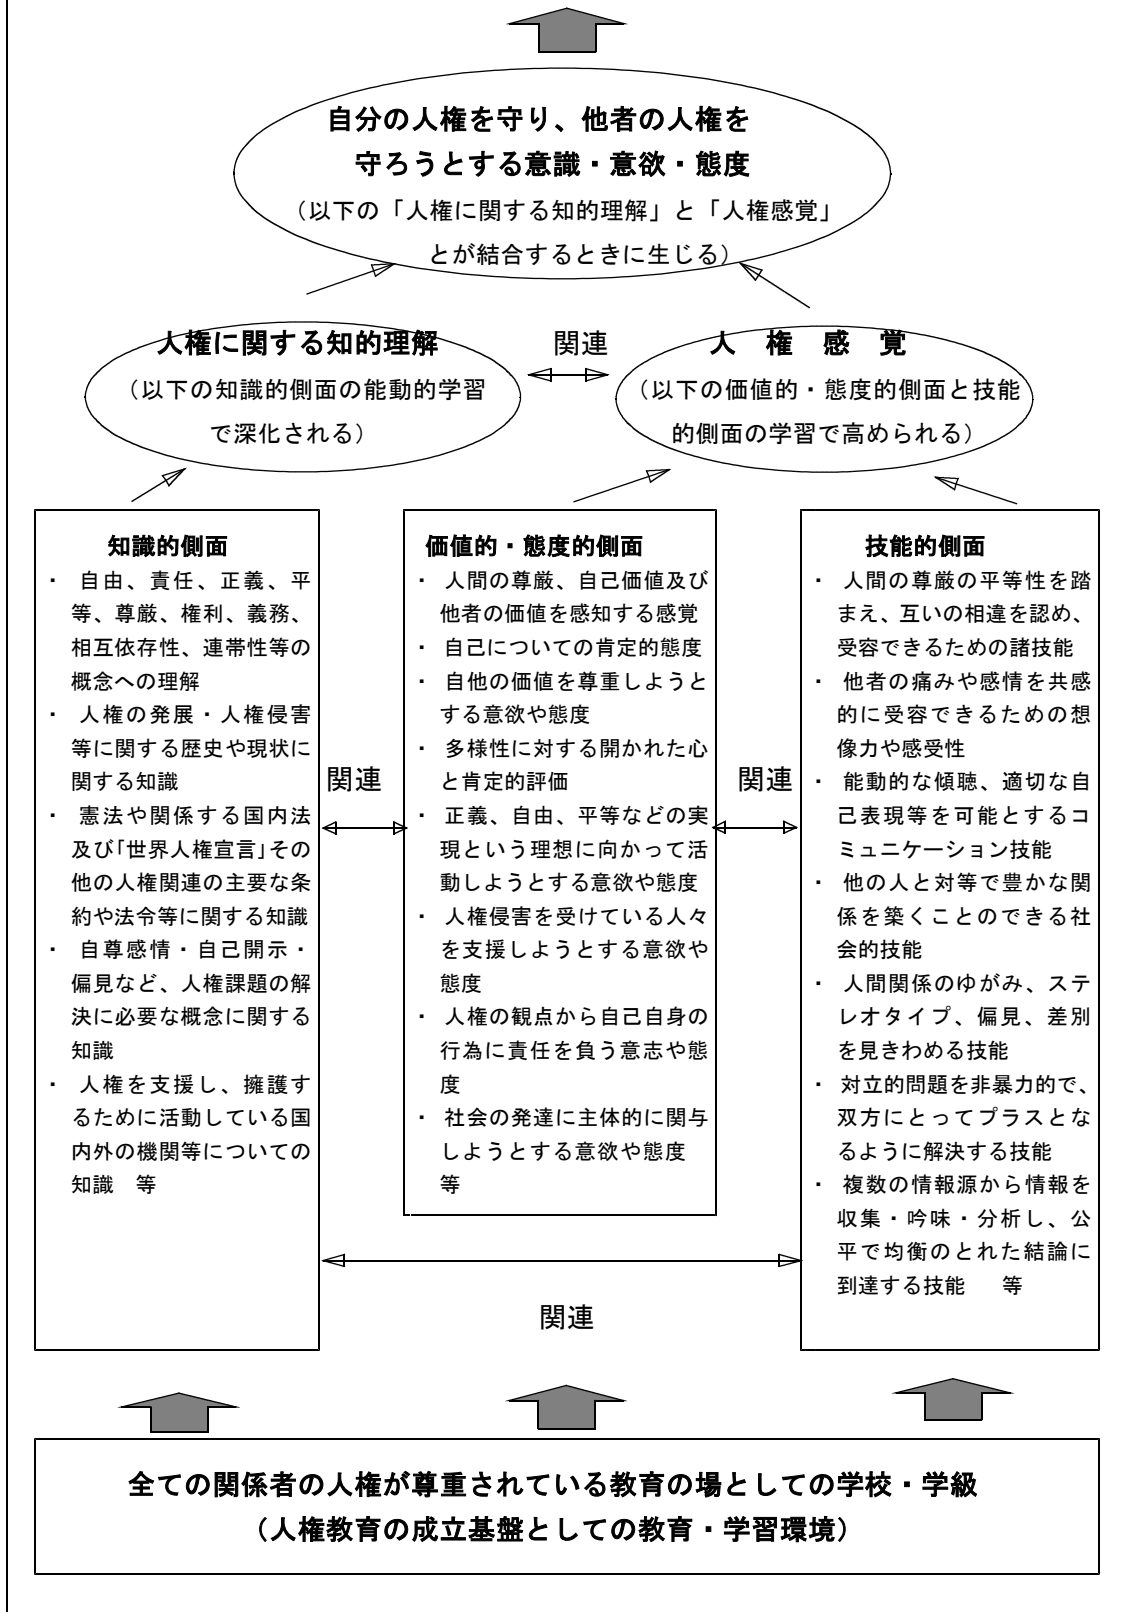 自分の人権を守り、他者の人権を
守ろうとする意識・意欲・態度
（以下の「人権に関する知的理解」と「人権感覚」
とが結合するときに生じる）
人権に関する知的理解
（以下の知識的側面の能動的学習
で深化される）
関連
人　権　感　覚
（以下の価値的・態度的側面と技能
的側面の学習で高められる）
知識的側面
・ 自由、責任、正義、平
等、尊厳、権利、義務、
相互依存性、連帯性等の
概念への理解
・ 人権の発展・人権侵害
等に関する歴史や現状に
関する知識
・ 憲法や関係する国内法
及び「世界人権宣言」その
他の人権関連の主要な条
約や法令等に関する知識
・ 自尊感情・自己開示・
偏見など、人権課題の解
決に必要な概念に関する
知識
・ 人権を支援し、擁護す
るために活動している国
内外の機関等についての
知識　等
関連
価値的・態度的側面
・ 人間の尊厳、自己価値及び
他者の価値を感知する感覚
・ 自己についての肯定的態度
・ 自他の価値を尊重しようと
する意欲や態度
・ 多様性に対する開かれた心
と肯定的評価
・ 正義、自由、平等などの実
現という理想に向かって活
動しようとする意欲や態度
・ 人権侵害を受けている人々
を支援しようとする意欲や
態度
・ 人権の観点から自己自身の
行為に責任を負う意志や態
度
・ 社会の発達に主体的に関与
しようとする意欲や態度
等
関連
技能的側面
・ 人間の尊厳の平等性を踏
まえ、互いの相違を認め、
受容できるための諸技能
・ 他者の痛みや感情を共感
的に受容できるための想
像力や感受性
・ 能動的な傾聴、適切な自
己表現等を可能とするコ
ミュニケーション技能
・ 他の人と対等で豊かな関
係を築くことのできる社
会的技能
・ 人間関係のゆがみ、ステ
レオタイプ、偏見、差別
を見きわめる技能
・ 対立的問題を非暴力的で、
双方にとってプラスとな
るように解決する技能
・ 複数の情報源から情報を
収集・吟味・分析し、公
平で均衡のとれた結論に
到達する技能　等
関連
全ての関係者の人権が尊重されている教育の場としての学校・学級
（人権教育の成立基盤としての教育・学習環境）